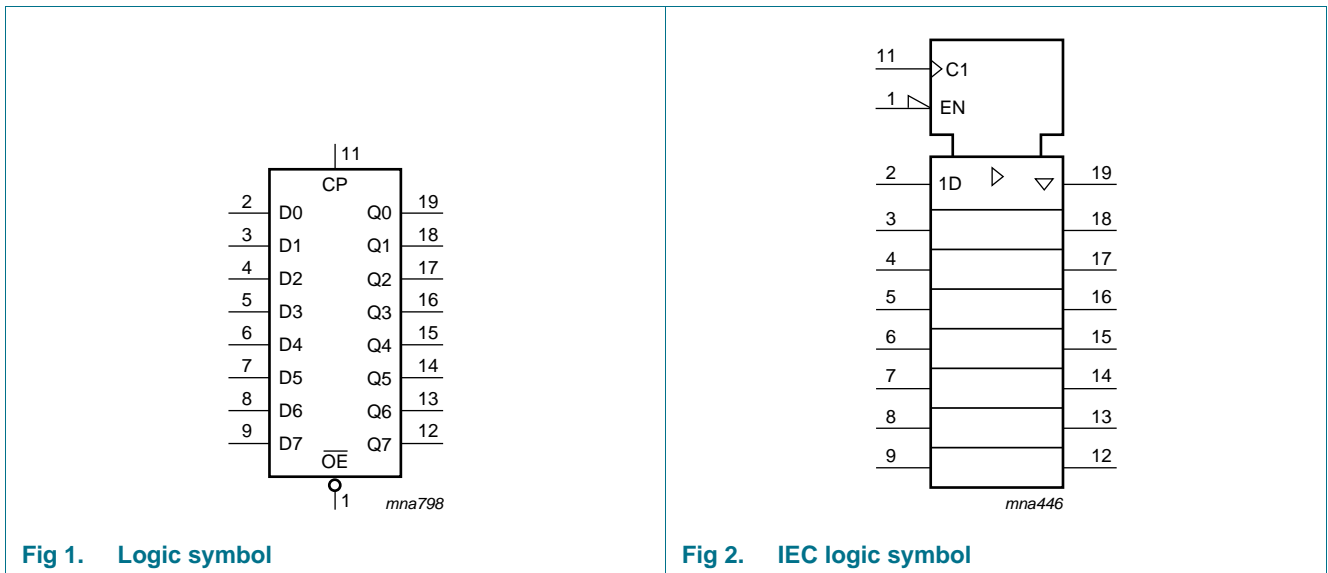 11
CP
2 D0 Q0 19
3 D1 Q1 18
4 D2 Q2 17
5 D3 Q3 16
6 D4 Q4 15
7 D5 Q5 14
8 D6 Q6 13
9 D7 Q7 12
OE
1
mna798
Fig 1. Logic symbol
11 C1
1 EN
2 1D 19
3 18
4 17
5 16
6 15
7 14
8 13
9 12
mna446
Fig 2. IEC logic symbol